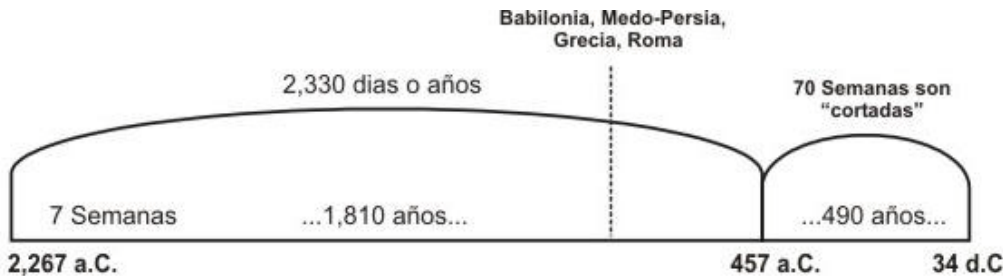 Babilonia, Medo-Persia,
Grecia, Roma
2,330 dias o años
70 Semanas son
“cortadas”
7 Semanas
...1,810 años...
...490 años...
2,267 a.C.
457 a.C.
34 d.C